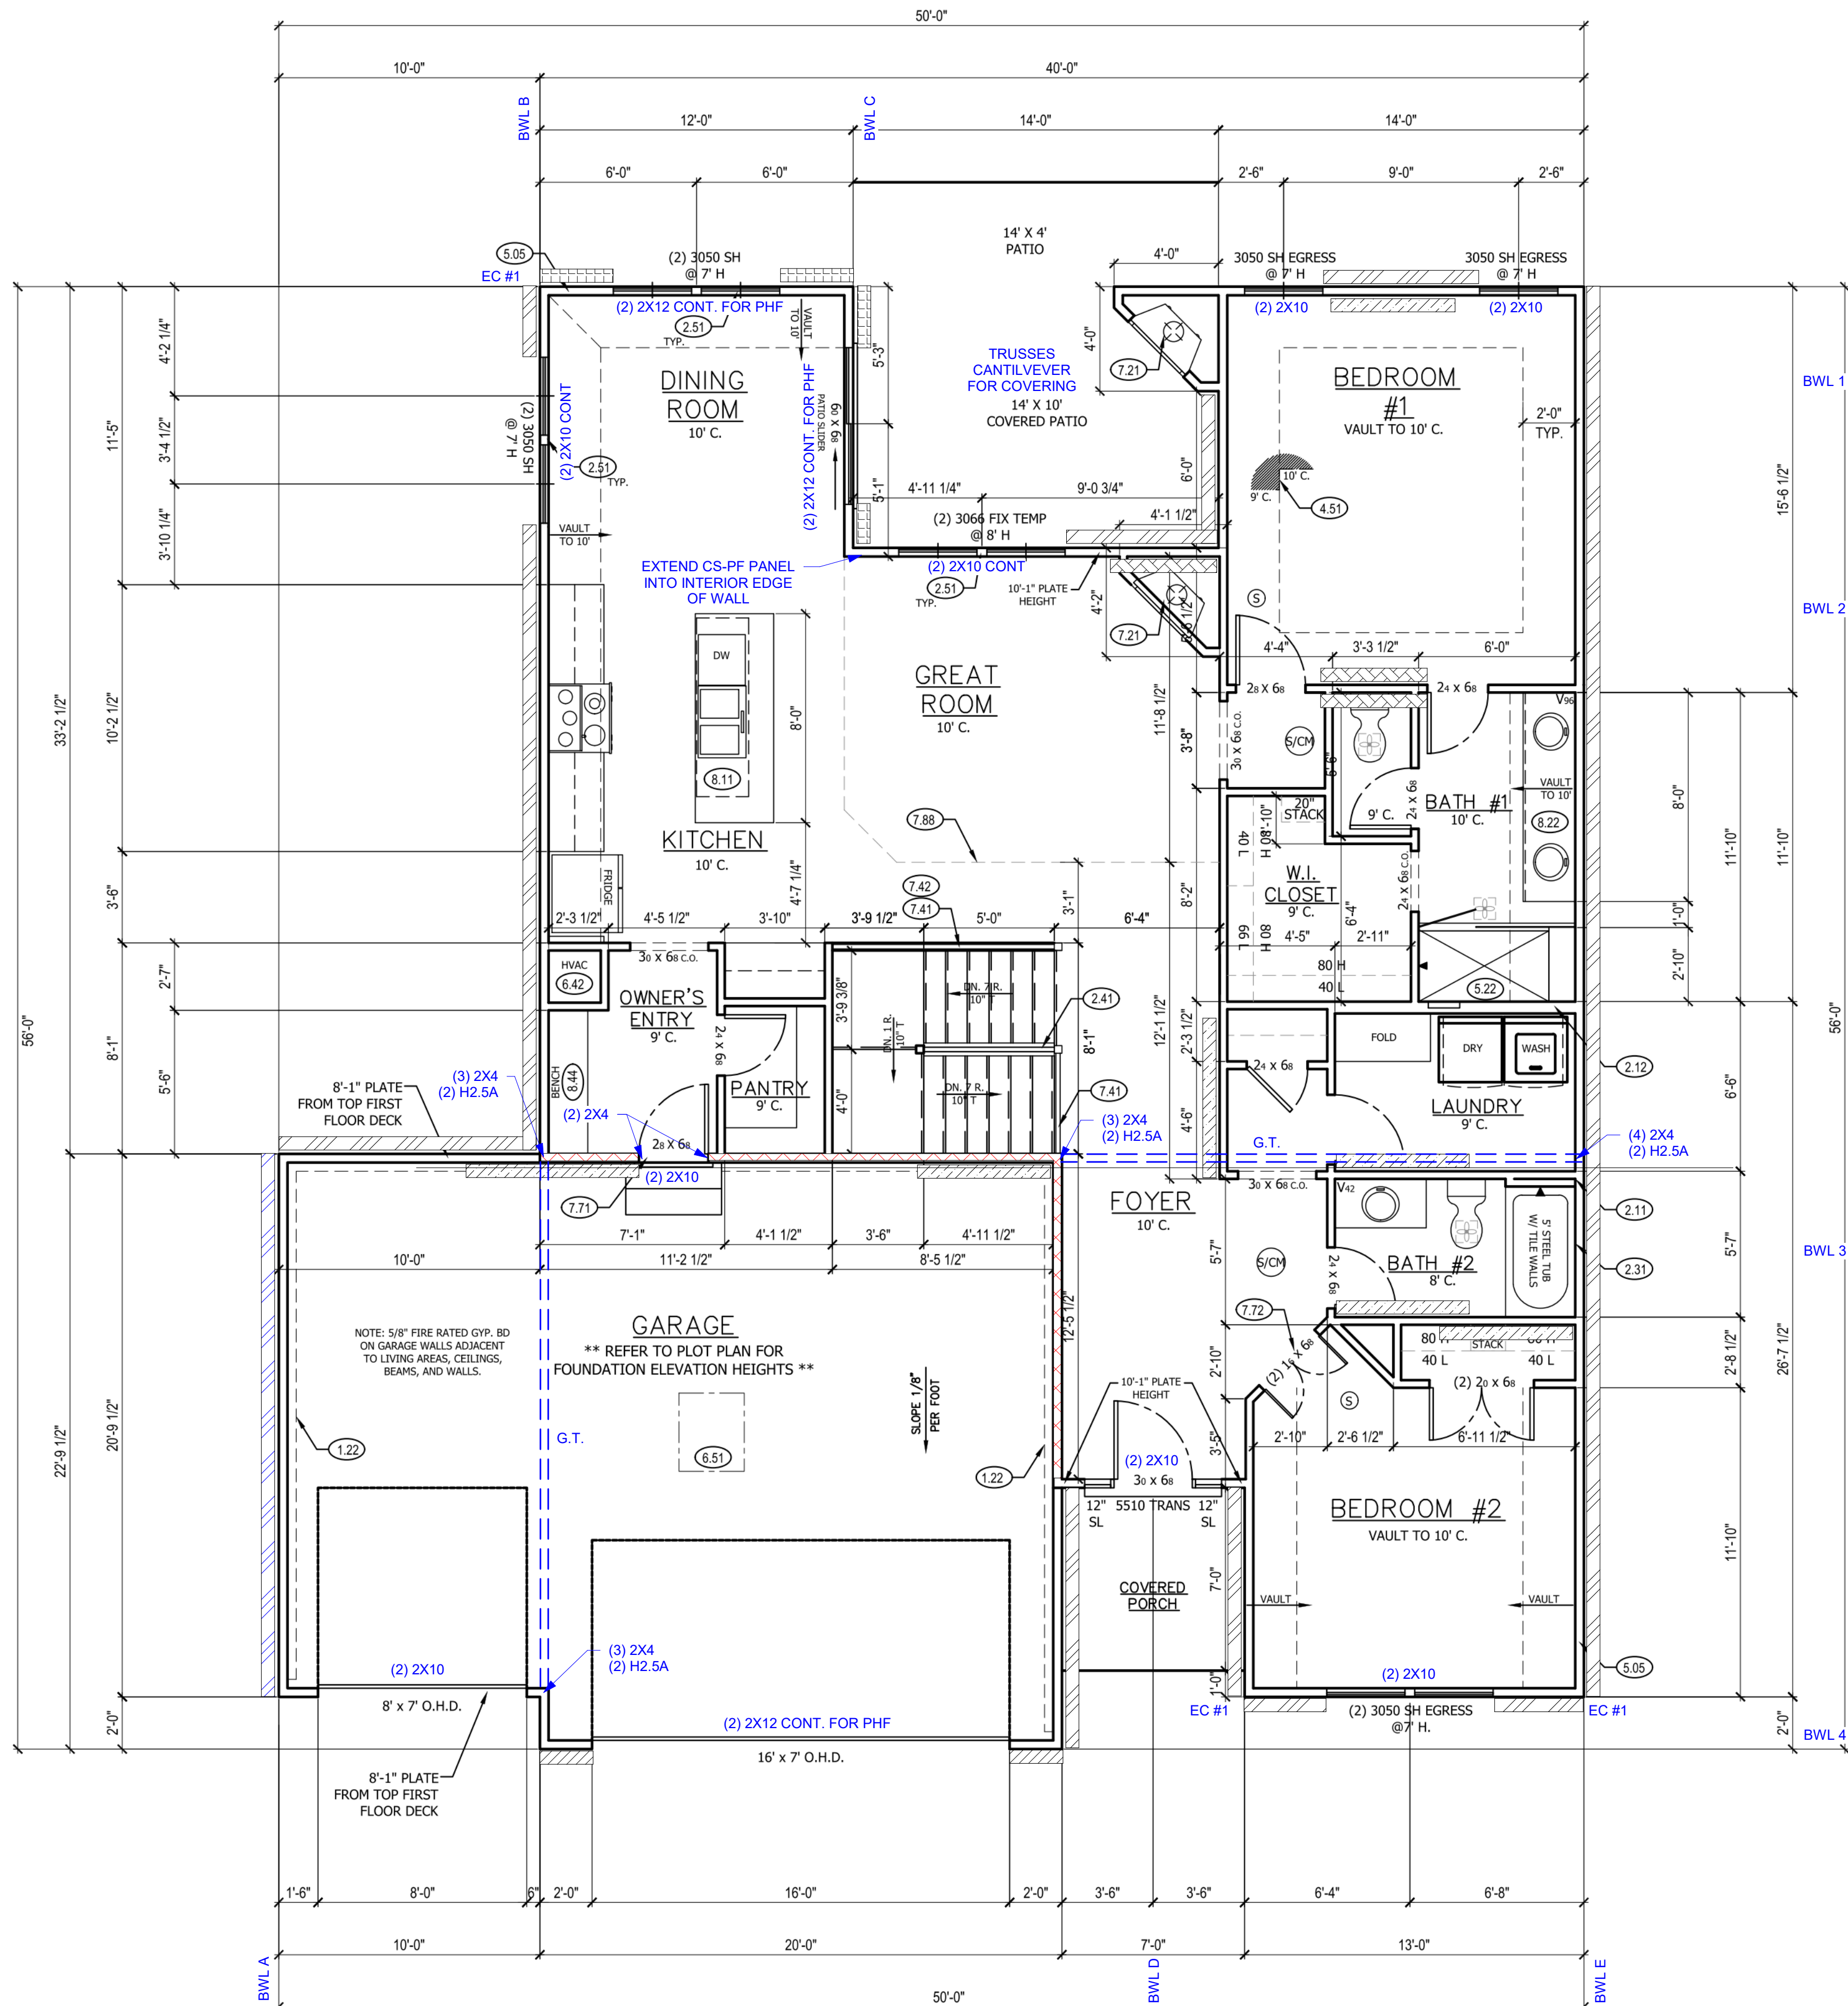 50'-0"
10'-0"
40'-0"
BWL B
BWL C
12'-0"
14'-0"
14'-0"
6'-0"
6'-0"
2'-6"
9'-0"
2'-6"
14' X 4'
PATIO
5.05
EC #1
(2) 3050 SH
@ 7' H
4'-0"
3050 SH EGRESS
@ 7' H
3050 SH EGRESS
@ 7' H
(2) 2X12 CONT. FOR PHF
2.51
TYP.
VAULT
TO 10'
(2) 2X10
(2) 2X10
4'-2 1/4"
5'-3"
4'-0"
7.21
TRUSSES
CANTILVEVER
FOR COVERING
14' X 10'
COVERED PATIO
DINING
ROOM
10' C.
BEDROOM
#1
VAULT TO 10' C.
BWL 1
2'-0"
TYP.
(2) 3050 SH
@ 7' H
(2) 2X10 CONT
2.51
TYP.
(2) 2X12 CONT. FOR PHF
PATIO SLIDER
60 X 68
11'-5"
3'-4 1/2"
3'-10 1/4"
5'-1"
6'-0"
15'-6 1/2"
10' C.
9' C.
4.51
4'-11 1/4"
9'-0 3/4"
4'-1 1/2"
(2) 3066 FIX TEMP
@ 8' H
VAULT
TO 10'
EXTEND CS-PF PANEL
INTO INTERIOR EDGE
OF WALL
(2) 2X10 CONT
2.51
TYP.
10'-1" PLATE
HEIGHT
4'-2"
7.21
S
BWL 2
DW
GREAT
ROOM
10' C.
4'-4"
3'-3 1/2"
6'-0"
28 X 68
24 X 68
V96
33'-2 1/2"
10'-2 1/2"
8'-0"
11'-8 1/2"
3'-8"
30 X 68 C.O.
S/CM
8.11
24 X 68
BATH #1
10' C.
VAULT
TO 10'
8.22
8'-0"
20"
STACK
9' C.
KITCHEN
10' C.
7.88
40 L
80 H
W.I.
CLOSET
9' C.
24 X 68 C.O.
11'-10"
11'-10"
3'-6"
FRIDGE
4'-7 1/4"
7.42
7.41
3'-1"
8'-2"
6'-4"
1'-0"
2'-3 1/2"
4'-5 1/2"
3'-10"
3'-9 1/2"
5'-0"
6'-4"
66 L
80 H
4'-5"
2'-11"
2'-7"
HVAC
6.42
30 X 68 C.O.
OWNER'S
ENTRY
9' C.
3'-9 3/8"
DN. 7 R.
10" T
2.41
80 H
40 L
5.22
2'-10"
56'-0"
56'-0"
8'-1"
24 X 68
DN. 1 R.
10" T
8'-1"
12'-1 1/2"
2'-3 1/2"
FOLD
DRY
WASH
24 X 68
2.12
5'-6"
BENCH
8.44
8'-1" PLATE
FROM TOP FIRST
FLOOR DECK
(3) 2X4
(2) H2.5A
(2) 2X4
PANTRY
9' C.
4'-0"
DN. 7 R.
10" T
7.41
(3) 2X4
(2) H2.5A
4'-6"
LAUNDRY
9' C.
6'-6"
28 X 68
G.T.
(4) 2X4
(2) H2.5A
(2) 2X10
7.71
FOYER
10' C.
30 X 68 C.O.
V42
2.11
7'-1"
4'-1 1/2"
3'-6"
4'-11 1/2"
10'-0"
11'-2 1/2"
8'-5 1/2"
5'-7"
S/CM
24 X 68
BATH #2
8' C.
5' STEEL TUB
W/ TILE WALLS
5'-7"
BWL 3
2.31
NOTE: 5/8" FIRE RATED GYP. BD
ON GARAGE WALLS ADJACENT
TO LIVING AREAS, CEILINGS,
BEAMS, AND WALLS.
GARAGE
** REFER TO PLOT PLAN FOR
FOUNDATION ELEVATION HEIGHTS **
12'-5 1/2"
7.72
80 H
STACK
40 L
40 L
2'-8 1/2"
26'-7 1/2"
2'-10"
(2) 16 X 68
(2) 20 X 68
S
SLOPE 1/8"
PER FOOT
10'-1" PLATE
HEIGHT
22'-9 1/2"
20'-9 1/2"
1.22
G.T.
6.51
1.22
3'-5"
2'-10"
2'-6 1/2"
6'-11 1/2"
(2) 2X10
30 X 68
12"
SL
5510 TRANS
12"
SL
BEDROOM #2
VAULT TO 10' C.
11'-10"
COVERED
PORCH
7'-0"
VAULT
VAULT
(3) 2X4
(2) H2.5A
(2) 2X10
(2) 2X10
5.05
1'-0"
8' x 7' O.H.D.
EC #1
(2) 3050 SH EGRESS
@7' H.
EC #1
2'-0"
(2) 2X12 CONT. FOR PHF
2'-0"
BWL 4
16' x 7' O.H.D.
8'-1" PLATE
FROM TOP FIRST
FLOOR DECK
1'-6"
8'-0"
6"
2'-0"
16'-0"
2'-0"
3'-6"
3'-6"
6'-4"
6'-8"
10'-0"
20'-0"
7'-0"
13'-0"
BWL A
BWL D
BWL E
50'-0"